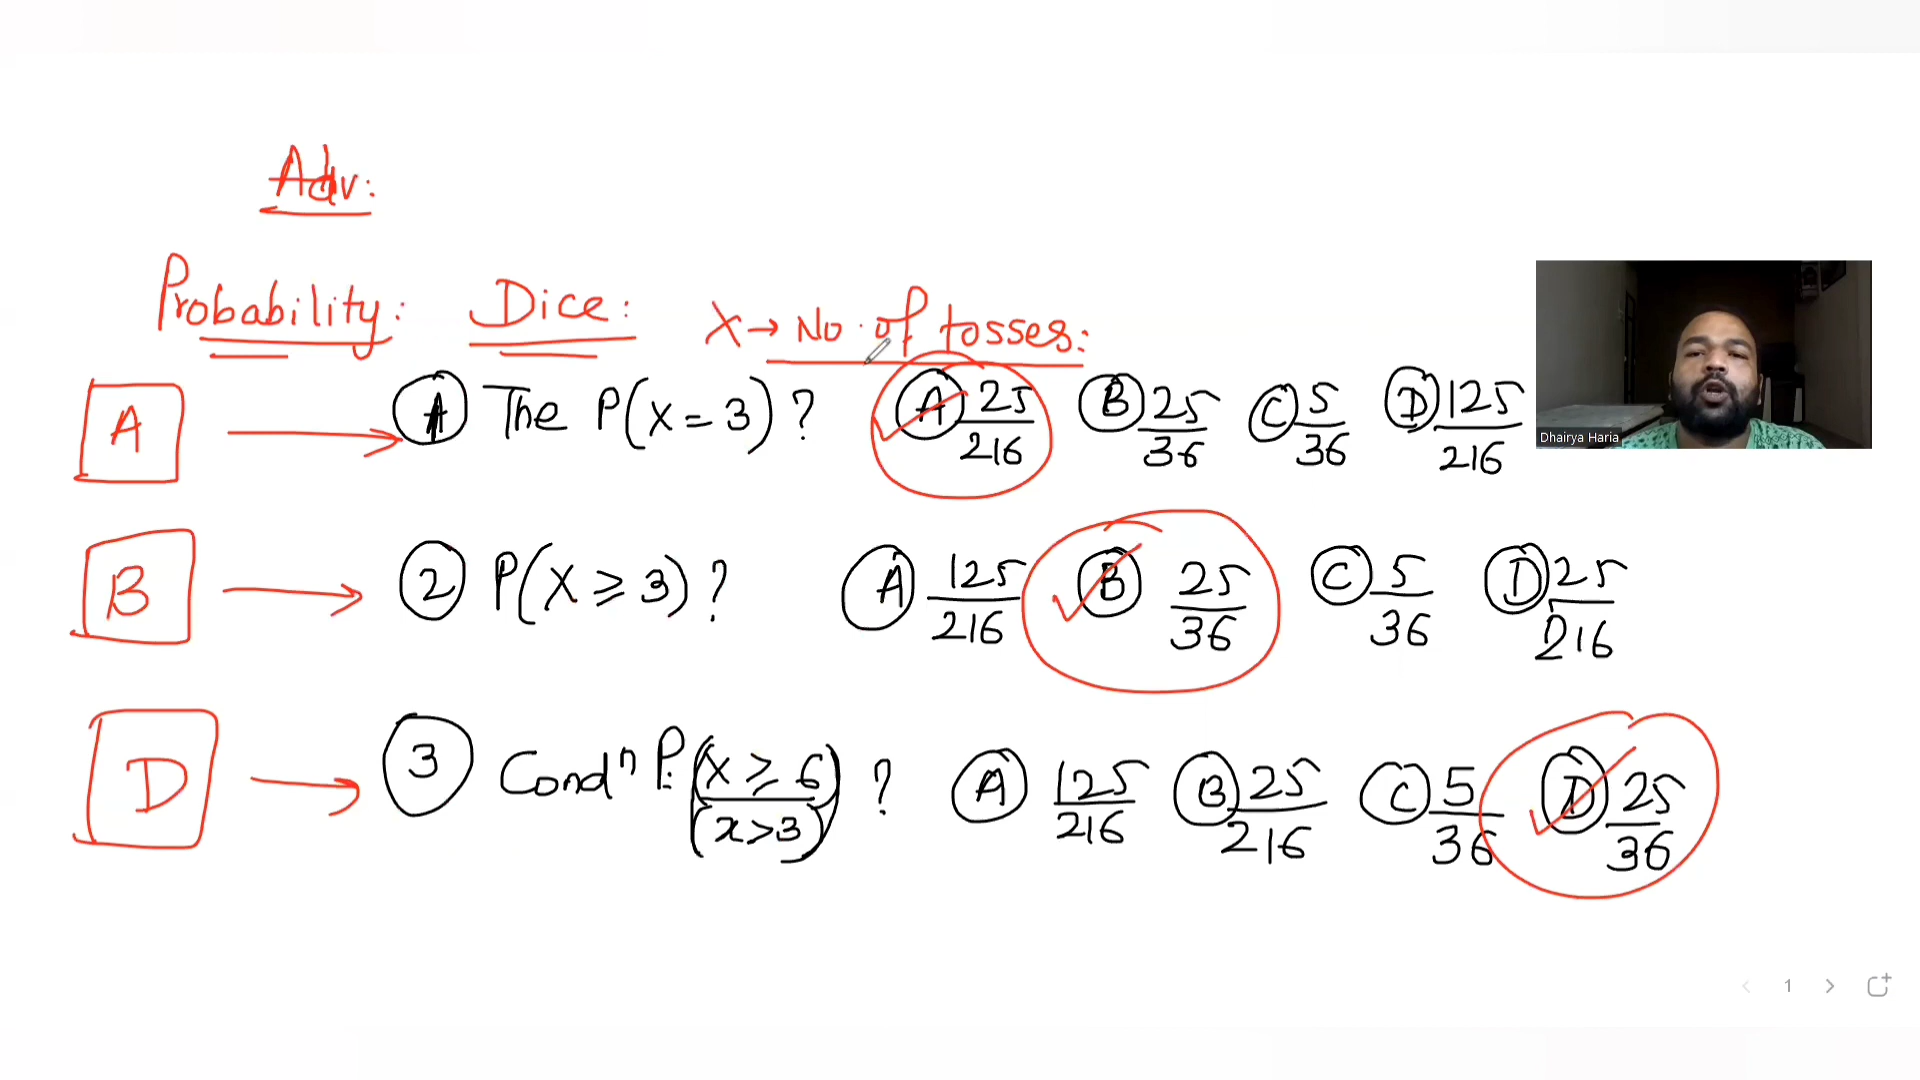 Adv:
Probability: Dice: X → No. of tosses:
A → 1 The P(X = 3) ? A 25/216 B 25/36 C 5/36 D 125/216
Dhairya Haria
B → 2 P(X ≥ 3) ? A 125/216 B 25/36 C 5/36 D 25/216
D → 3 Condⁿ P. (X ≥ 6)/(x > 3) ? A 125/216 B 25/216 C 5/36 D 25/36
1